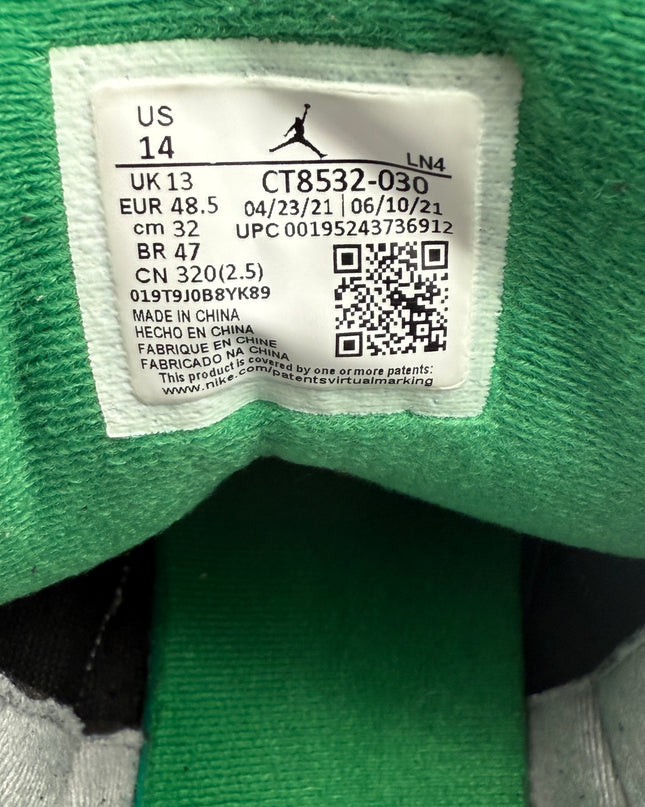 US
14
LN4
UK 13
CT8532-030
EUR 48.5
04/23/21 | 06/10/21
cm 32
UPC 00195243736912
BR 47
CN 320(2.5)
019T9J0B8YK89
MADE IN CHINA
HECHO EN CHINA
FABRIQUE EN CHINE
FABRICADO NA CHINA
This product is covered by one or more patents:
www.nike.com/patentsvirtualmarking